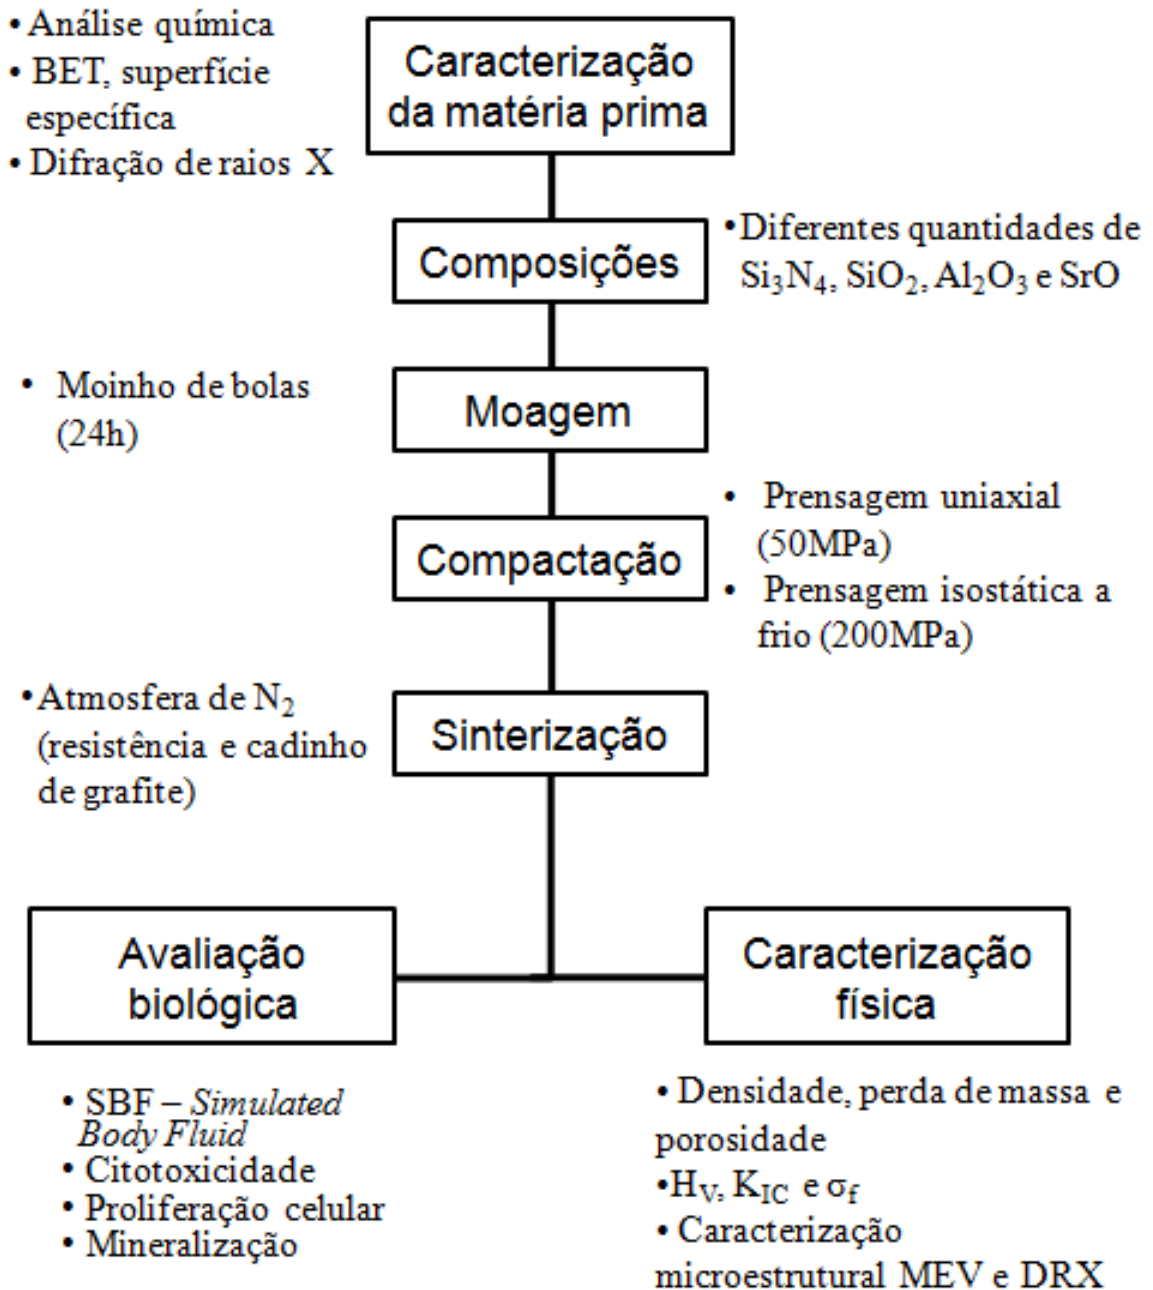 • Análise química
• BET, superfície
específica
• Difração de raios X
Caracterização
da matéria prima
Composições
•Diferentes quantidades de
Si₃N₄, SiO₂, Al₂O₃ e SrO
• Moinho de bolas
(24h)
Moagem
Compactação
• Prensagem uniaxial
(50MPa)
• Prensagem isostática a
frio (200MPa)
•Atmosfera de N₂
(resistência e cadinho
de grafite)
Sinterização
Avaliação
biológica
• SBF – Simulated
Body Fluid
• Citotoxicidade
• Proliferação celular
• Mineralização
Caracterização
física
• Densidade, perda de massa e
porosidade
•H_V, K_IC e σ_f
• Caracterização
microestrutural MEV e DRX